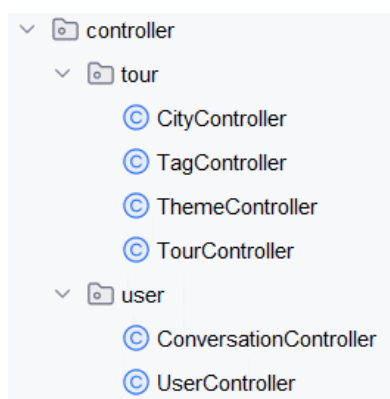 controller
tour
CityController
TagController
ThemeController
TourController
user
ConversationController
UserController